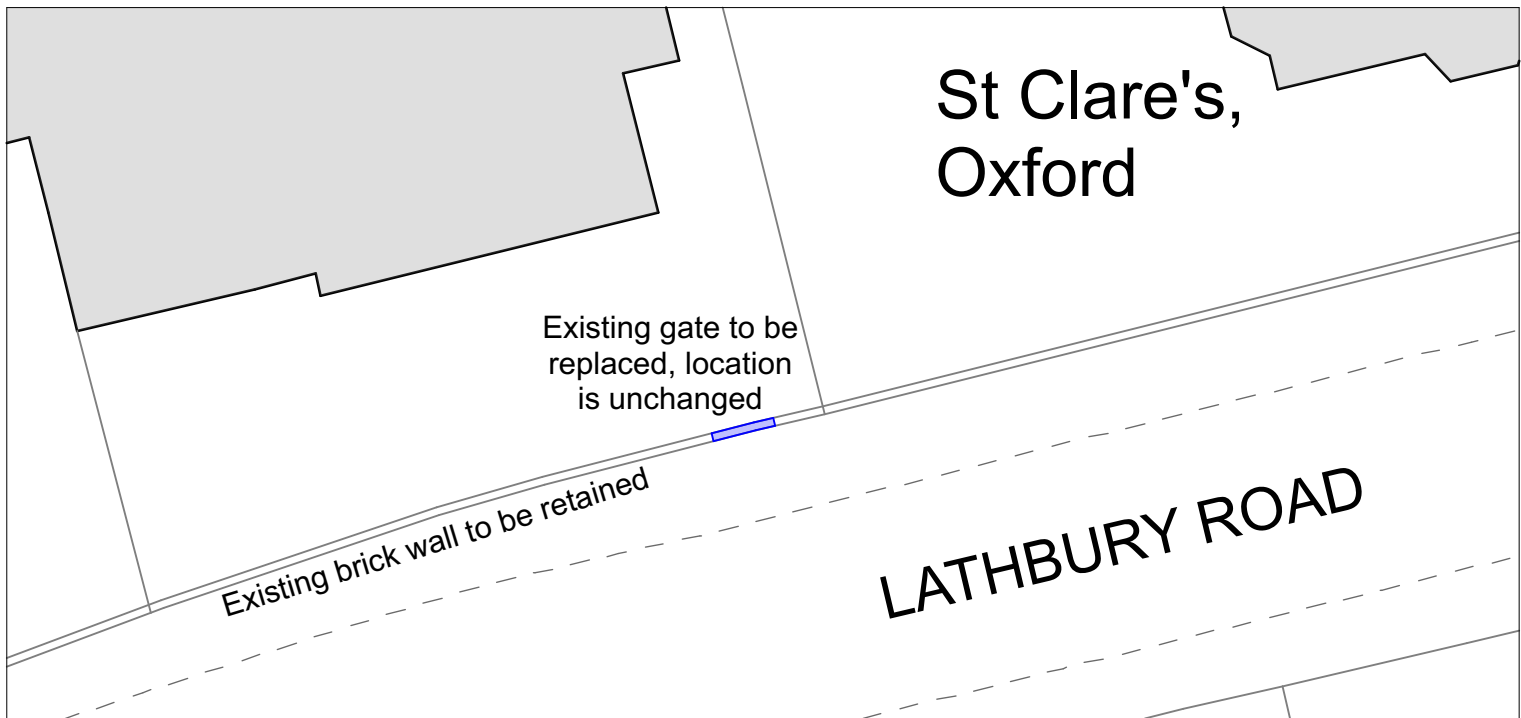 St Clare's,
Oxford
Existing gate to be
replaced, location
is unchanged
Existing brick wall to be retained
LATHBURY ROAD